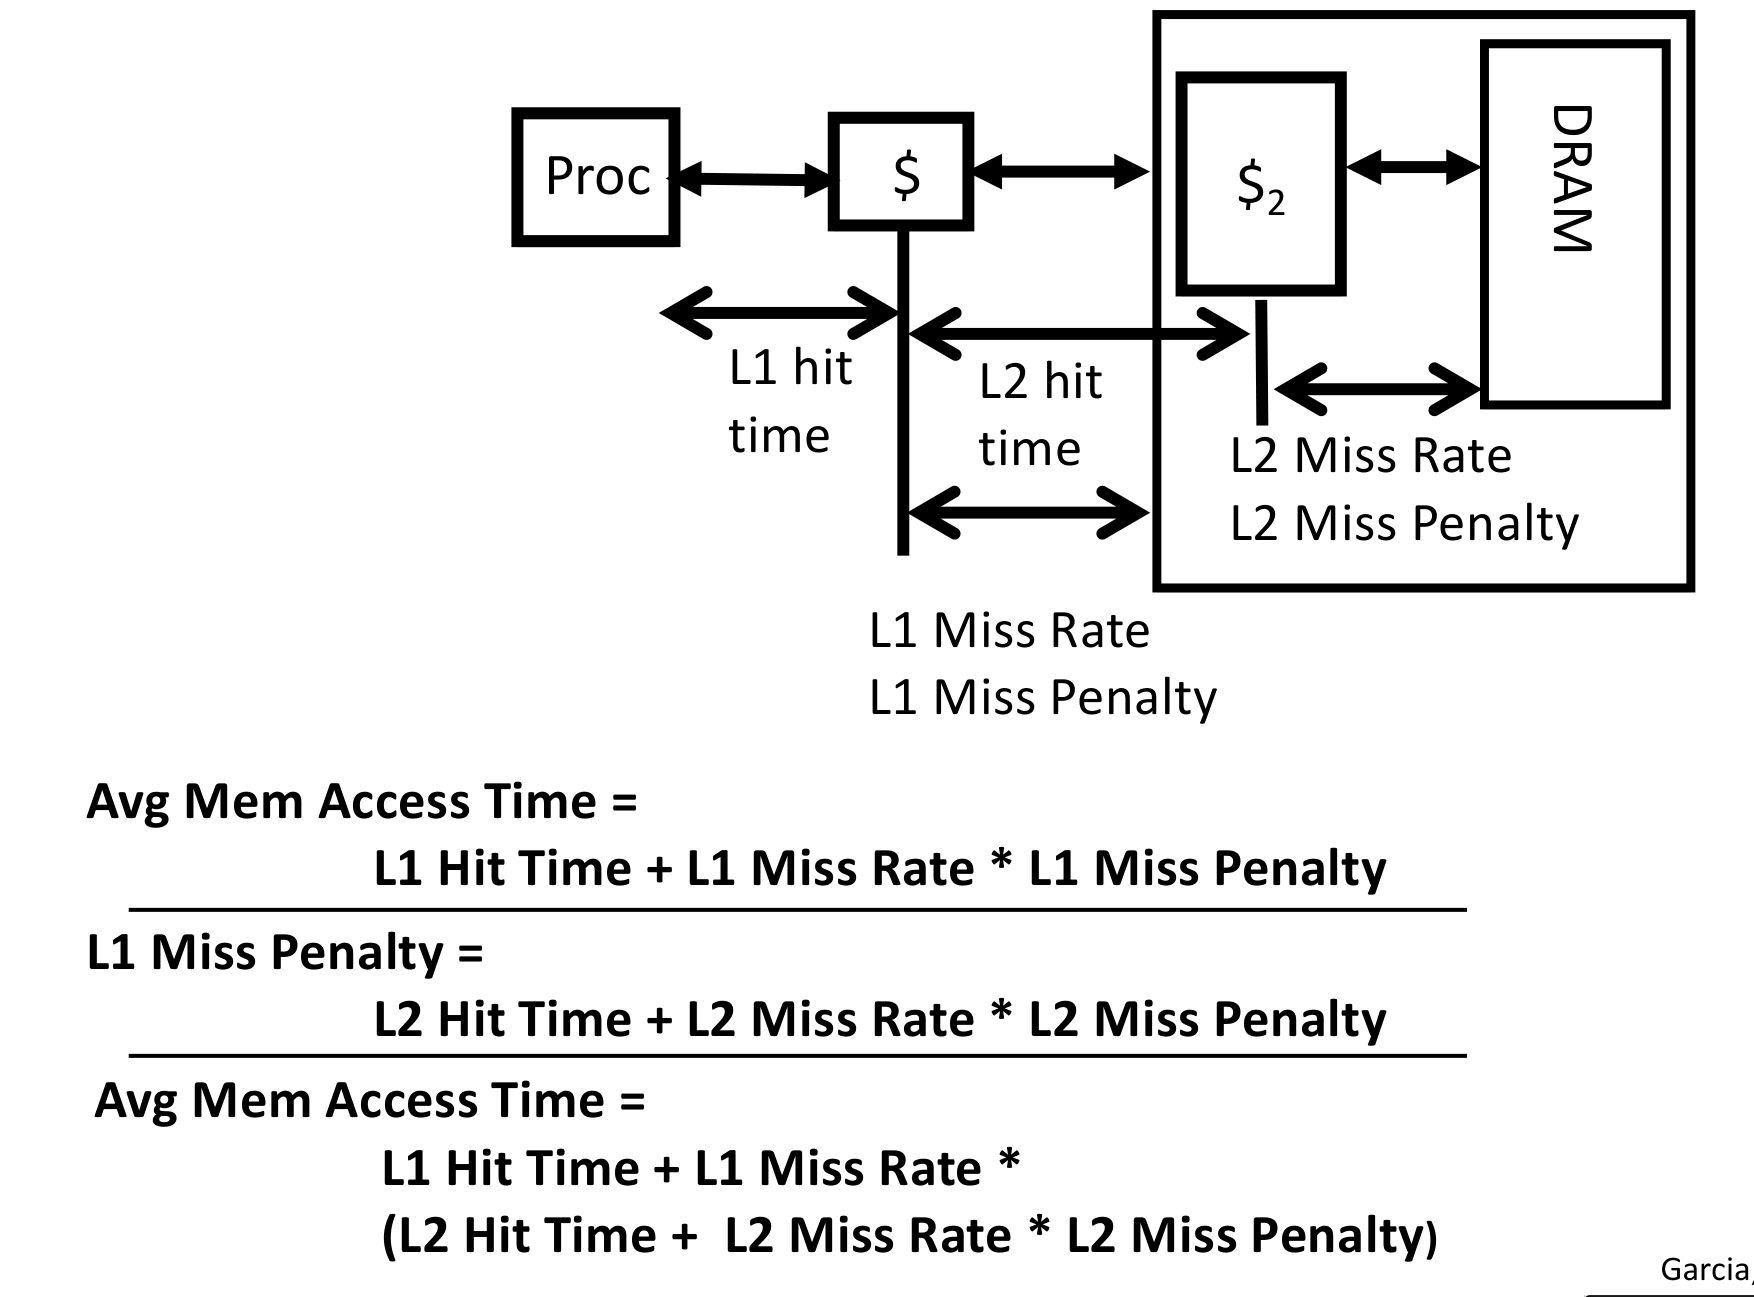 Proc
$
$2
DRAM
L1 hit
time
L2 hit
time
L2 Miss Rate
L2 Miss Penalty
L1 Miss Rate
L1 Miss Penalty
Avg Mem Access Time =
L1 Hit Time + L1 Miss Rate * L1 Miss Penalty
L1 Miss Penalty =
L2 Hit Time + L2 Miss Rate * L2 Miss Penalty
Avg Mem Access Time =
L1 Hit Time + L1 Miss Rate *
(L2 Hit Time + L2 Miss Rate * L2 Miss Penalty)
Garcia,